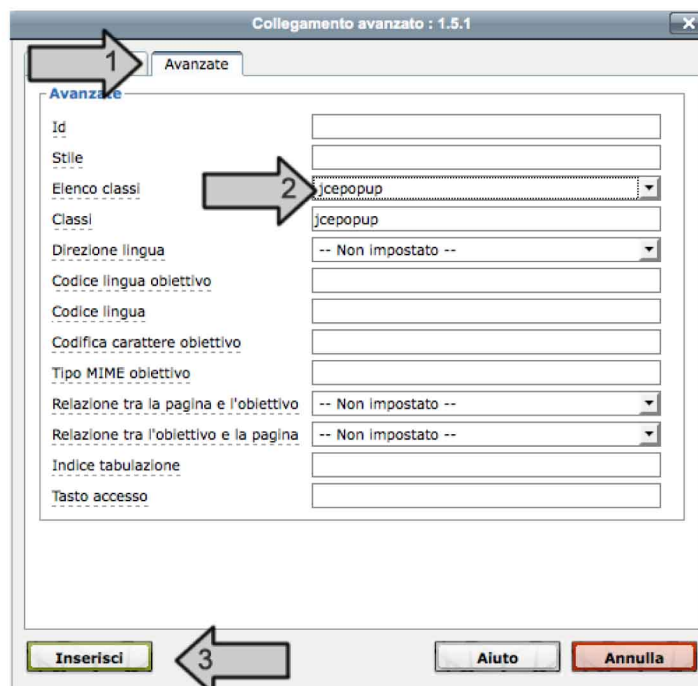 Collegamento avanzato : 1.5.1
1
Avanzate
Avanzate
Id
Stile
Elenco classi 2 jcepopup
Classi jcepopup
Direzione lingua -- Non impostato --
Codice lingua obiettivo
Codice lingua
Codifica carattere obiettivo
Tipo MIME obiettivo
Relazione tra la pagina e l'obiettivo -- Non impostato --
Relazione tra l'obiettivo e la pagina -- Non impostato --
Indice tabulazione
Tasto accesso
Inserisci 3 Aiuto Annulla